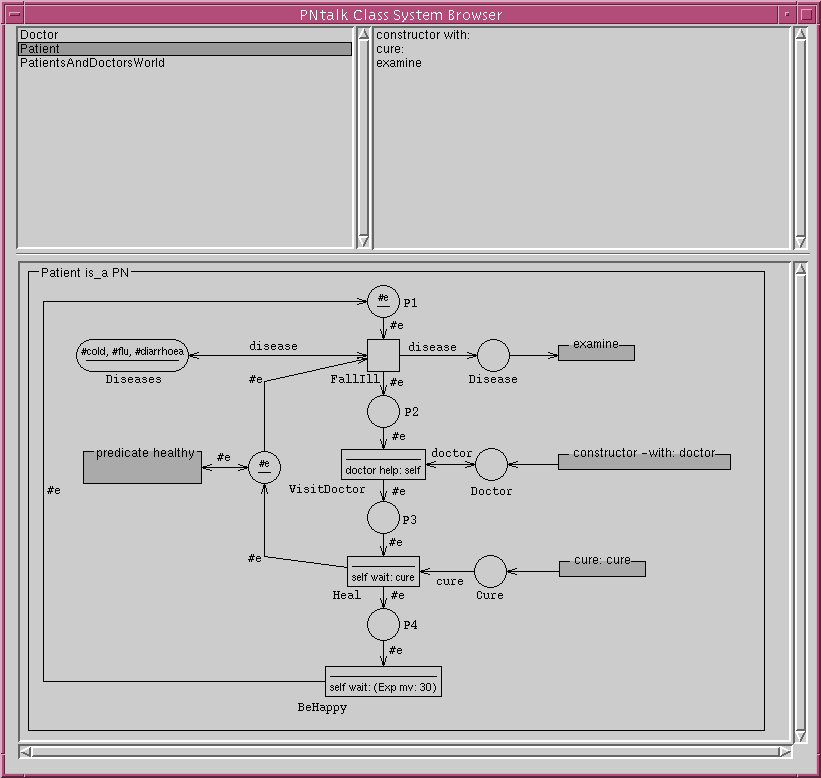 PNtalk Class System Browser
Doctor
Patient
PatientsAndDoctorsWorld
constructor with:
cure:
examine
Patient is_a PN
#e
P1
#e
#cold, #flu, #diarrhoea
disease
disease
examine
Diseases
FallIll
#e
#e
Disease
P2
#e
predicate healthy
#e
#e
doctor help: self
doctor
constructor -with: doctor
#e
VisitDoctor
#e
Doctor
P3
#e
#e
self wait: cure
cure
cure: cure
Heal
#e
Cure
P4
#e
self wait: (Exp mv: 30)
BeHappy